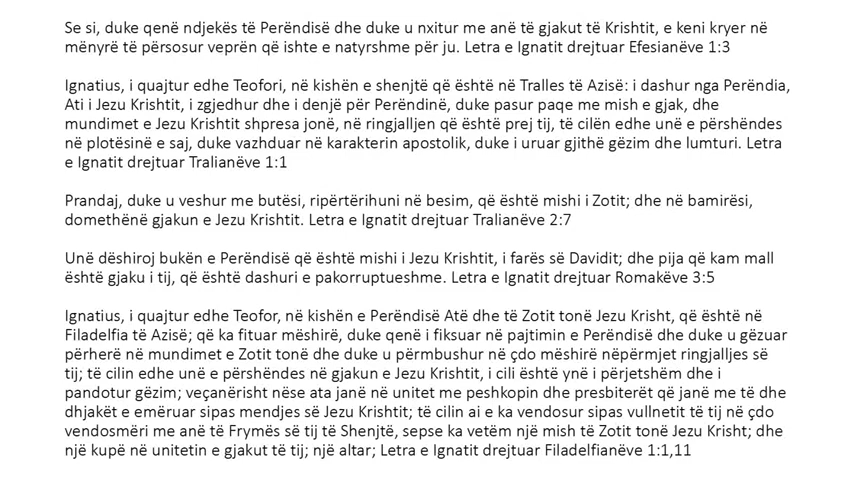 Se si, duke qenë ndjekës të Perëndisë dhe duke u nxitur me anë të gjakut të Krishtit, e keni kryer në
mënyrë të përsosur veprën që ishte e natyrshme për ju. Letra e Ignatit drejtuar Efesianëve 1:3
Ignatius, i quajtur edhe Teofori, në kishën e shenjtë që është në Tralles të Azisë: i dashur nga Perëndia,
Ati i Jezu Krishtit, i zgjedhur dhe i denjë për Perëndinë, duke pasur paqe me mish e gjak, dhe
mundimet e Jezu Krishtit shpresa jonë, në ringjalljen që është prej tij, të cilën edhe unë e përshëndes
në plotësinë e saj, duke vazhduar në karakterin apostolik, duke i uruar gjithë gëzim dhe lumturi. Letra
e Ignatit drejtuar Tralianëve 1:1
Prandaj, duke u veshur me butësi, ripërtërihuni në besim, që është mishi i Zotit; dhe në bamirësi,
domethënë gjakun e Jezu Krishtit. Letra e Ignatit drejtuar Tralianëve 2:7
Unë dëshiroj bukën e Perëndisë që është mishi i Jezu Krishtit, i farës së Davidit; dhe pija që kam mall
është gjaku i tij, që është dashuri e pakorruptueshme. Letra e Ignatit drejtuar Romakëve 3:5
Ignatius, i quajtur edhe Teofor, në kishën e Perëndisë Atë dhe të Zotit tonë Jezu Krisht, që është në
Filadelfia të Azisë; që ka fituar mëshirë, duke qenë i fiksuar në pajtimin e Perëndisë dhe duke u gëzuar
përherë në mundimet e Zotit tonë dhe duke u përmbushur në çdo mëshirë nëpërmjet ringjalljes së
tij; të cilin edhe unë e përshëndes në gjakun e Jezu Krishtit, i cili është ynë i përjetshëm dhe i
pandotur gëzim; veçanërisht nëse ata janë në unitet me peshkopin dhe presbiterët që janë me të dhe
dhjakët e emëruar sipas mendjes së Jezu Krishtit; të cilin ai e ka vendosur sipas vullnetit të tij në çdo
vendosmëri me anë të Frymës së tij të Shenjtë, sepse ka vetëm një mish të Zotit tonë Jezu Krisht; dhe
një kupë në unitetin e gjakut të tij; një altar; Letra e Ignatit drejtuar Filadelfianëve 1:1,11